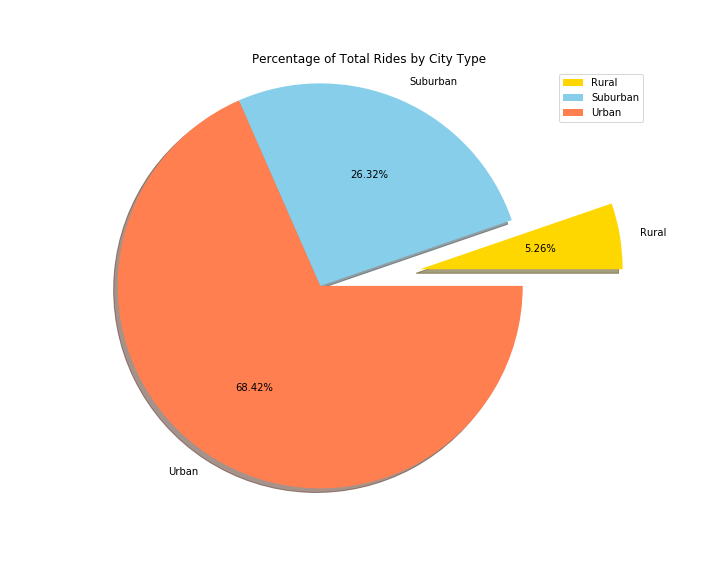 Percentage of Total Rides by City Type
Suburban
Rural
Suburban
Urban
26.32%
Rural
5.26%
68.42%
Urban